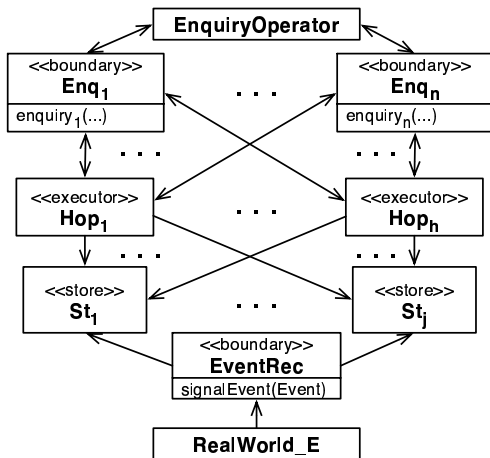 EnquiryOperator
<<boundary>> <<boundary>>
Enq1 . . . Enqn
enquiry1(...) enquiryn(...)
. . . . . .
<<executor>> <<executor>>
Hop1 . . . Hoph
. . . . . .
<<store>> <<store>>
St1 . . . Stj
<<boundary>>
EventRec
signalEvent(Event)
RealWorld_E